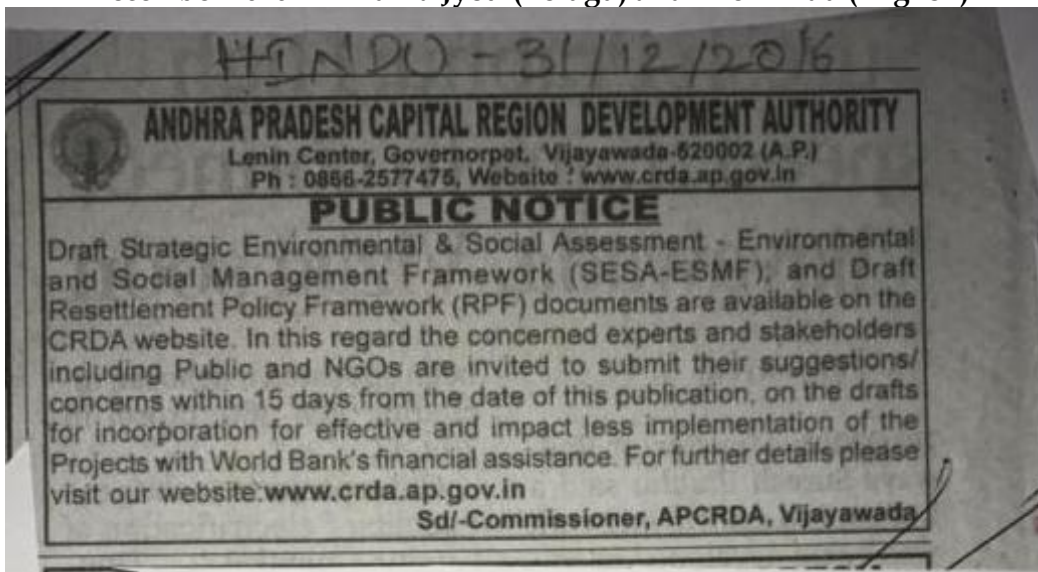 HINDU - 31/12/2016
ANDHRA PRADESH CAPITAL REGION DEVELOPMENT AUTHORITY
Lenin Center, Governorpet, Vijayawada-520002 (A.P.)
Ph : 0866-2577475, Website : www.crda.ap.gov.in
PUBLIC NOTICE
Draft Strategic Environmental & Social Assessment - Environmental
and Social Management Framework (SESA-ESMF); and Draft
Resettlement Policy Framework (RPF) documents are available on the
CRDA website. In this regard the concerned experts and stakeholders
including Public and NGOs are invited to submit their suggestions/
concerns within 15 days from the date of this publication, on the drafts
for incorporation for effective and impact less implementation of the
Projects with World Bank's financial assistance. For further details please
visit our website:www.crda.ap.gov.in
Sd/-Commissioner, APCRDA, Vijayawada